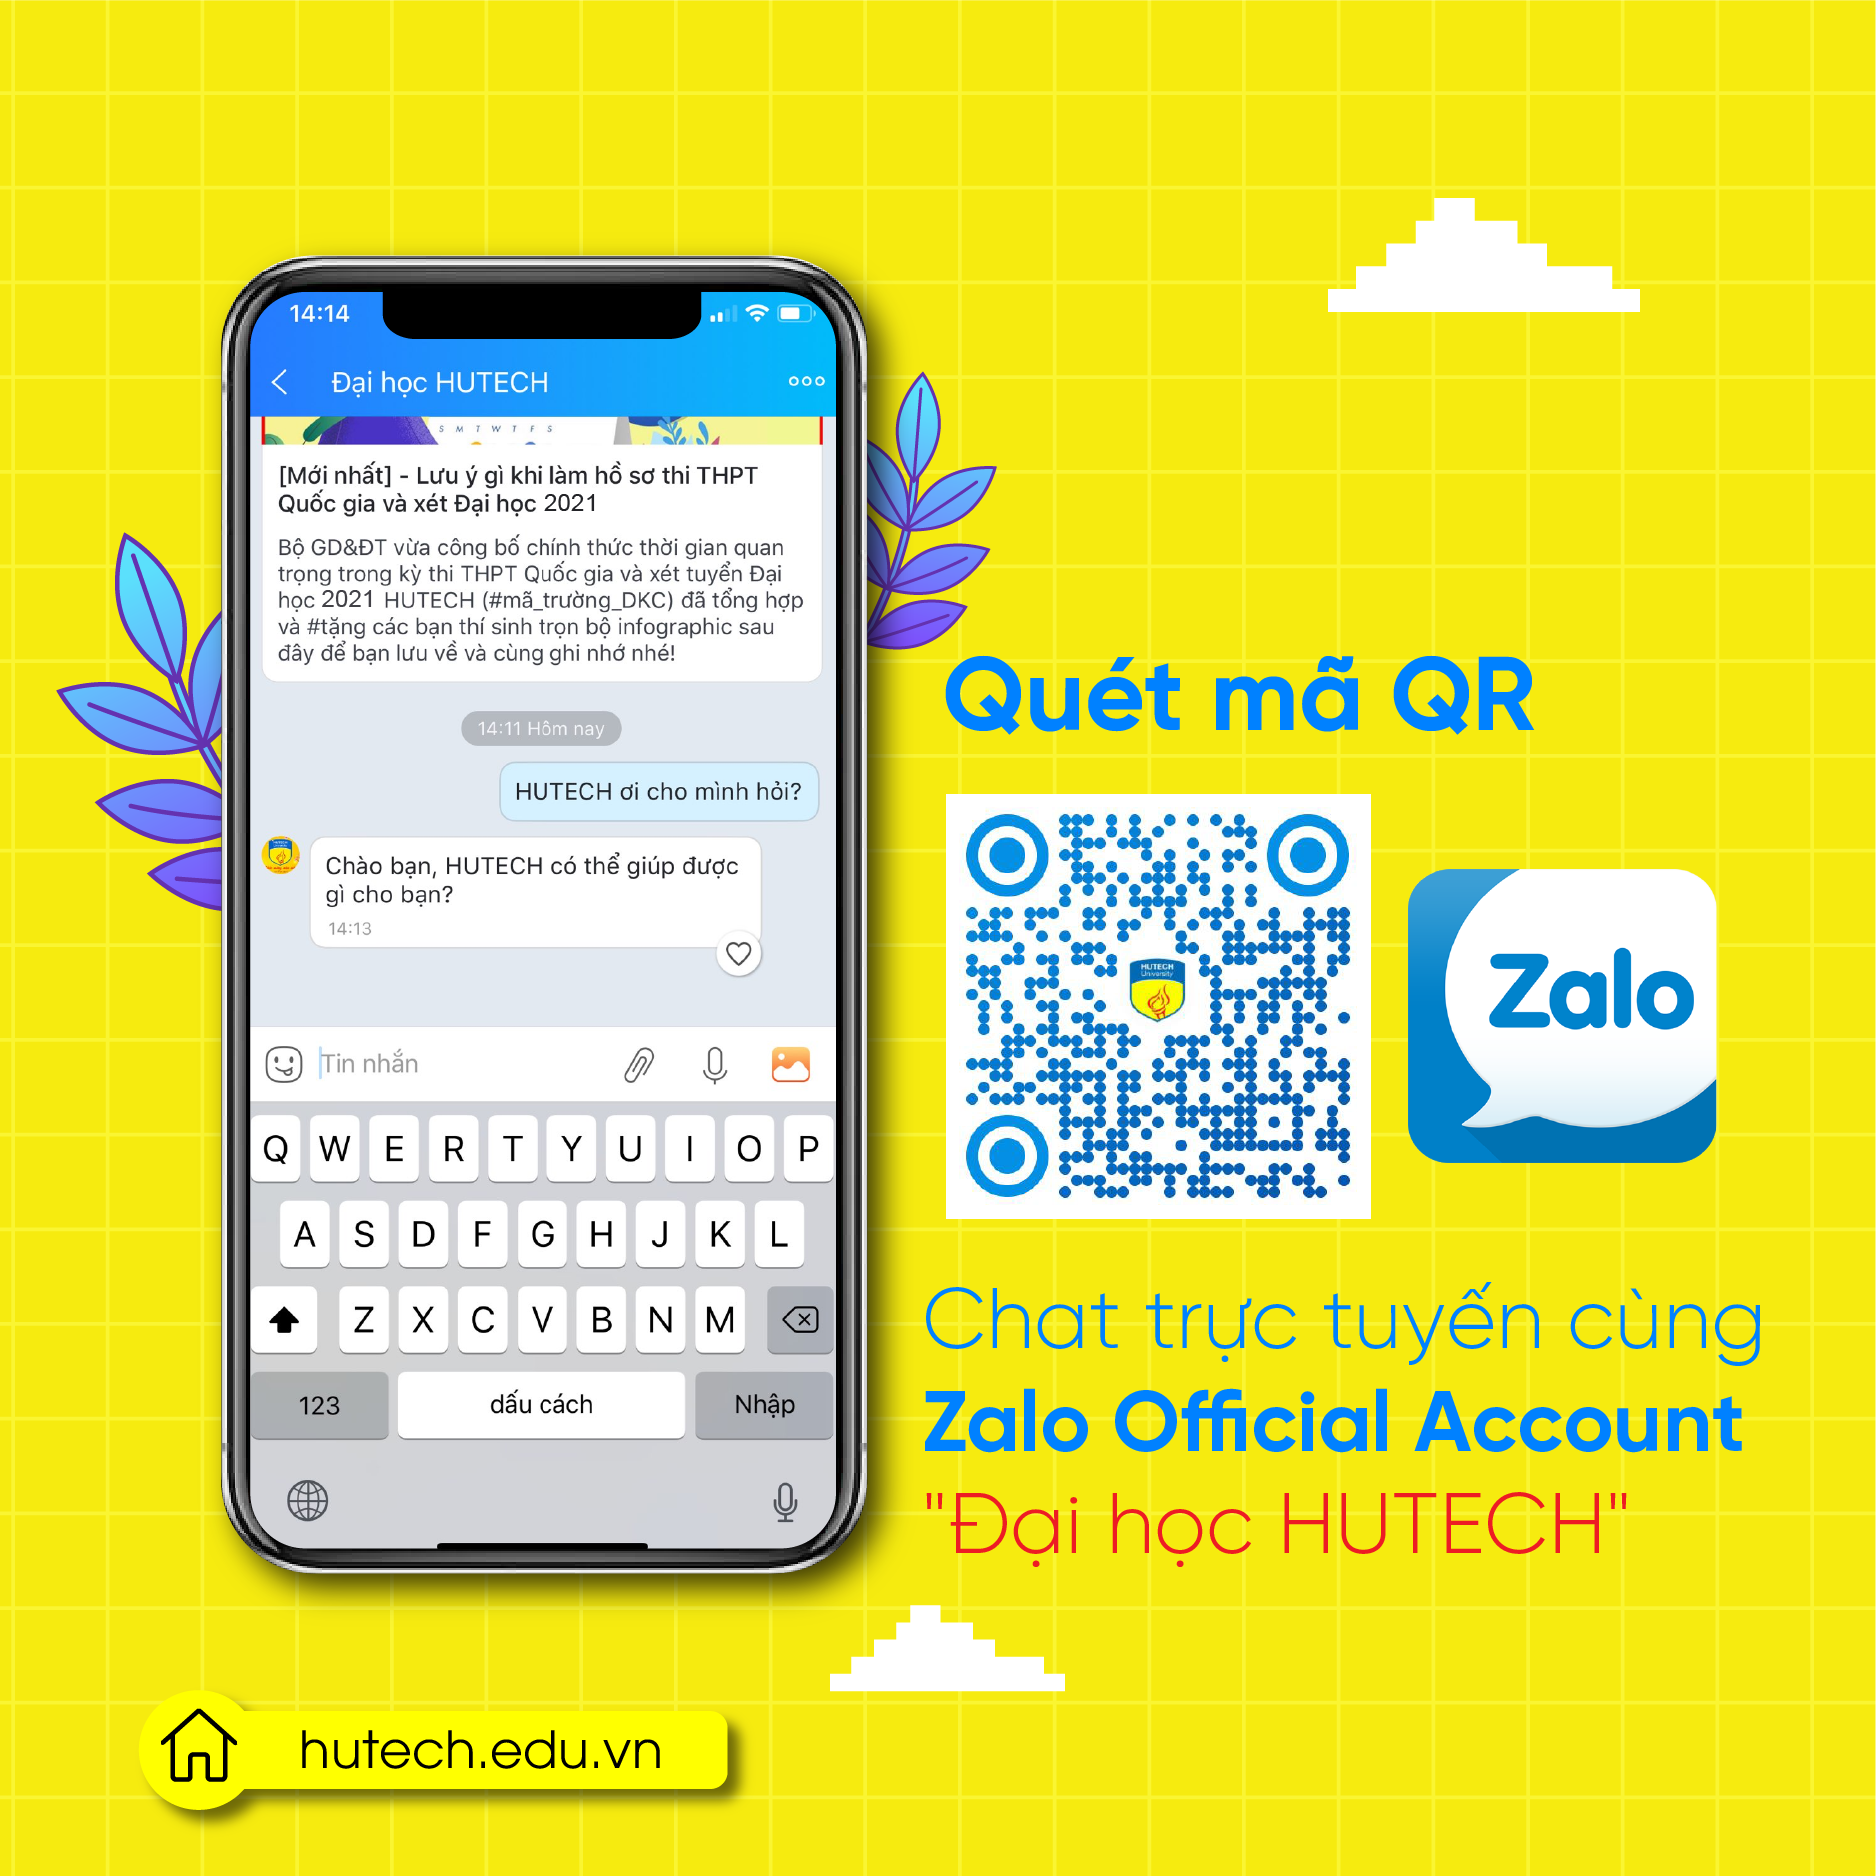 14:14
Đại học HUTECH
S M T W T F S
[Mới nhất] - Lưu ý gì khi làm hồ sơ thi THPT
Quốc gia và xét Đại học 2021
Bộ GD&ĐT vừa công bố chính thức thời gian quan
trọng trong kỳ thi THPT Quốc gia và xét tuyển Đại
học 2021 HUTECH (#mã_trường_DKC) đã tổng hợp
và #tặng các bạn thí sinh trọn bộ infographic sau
đây để bạn lưu về và cùng ghi nhớ nhé!
14:11 Hôm nay
HUTECH ơi cho mình hỏi?
Chào bạn, HUTECH có thể giúp được
gì cho bạn?
14:13
Tin nhắn
Q W E R T Y U I O P
A S D F G H J K L
Z X C V B N M
123 dấu cách Nhập
Quét mã QR
HUTECH
University
Zalo
Chat trực tuyến cùng
Zalo Official Account
"Đại học HUTECH"
hutech.edu.vn